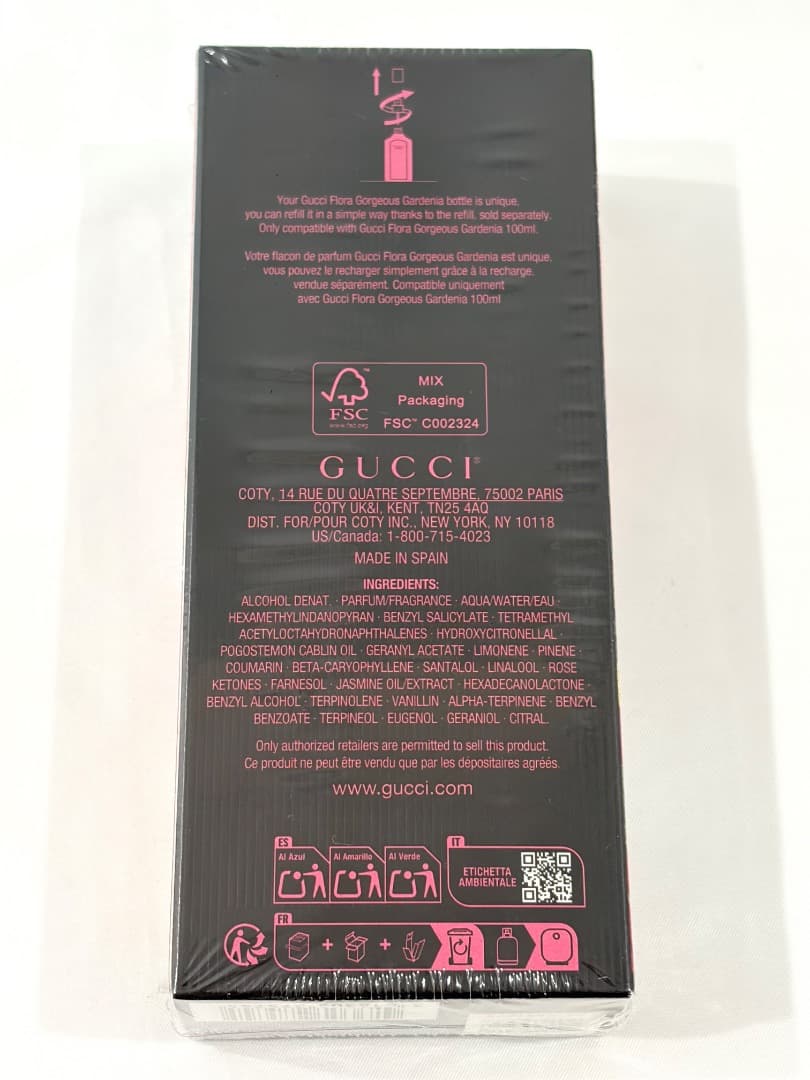 Your Gucci Flora Gorgeous Gardenia bottle is unique,
you can refill it in a simple way thanks to the refill, sold separately.
Only compatible with Gucci Flora Gorgeous Gardenia 100ml.
Votre flacon de parfum Gucci Flora Gorgeous Gardenia est unique,
vous pouvez le recharger simplement grâce à la recharge,
vendue séparément. Compatible uniquement
avec Gucci Flora Gorgeous Gardenia 100ml
FSC™
www.fsc.org
MIX
Packaging
FSC™ C002324
GUCCI®
COTY, 14 RUE DU QUATRE SEPTEMBRE, 75002 PARIS
COTY UK&I, KENT, TN25 4AQ
DIST. FOR/POUR COTY INC., NEW YORK, NY 10118
US/Canada: 1-800-715-4023
MADE IN SPAIN
INGREDIENTS:
ALCOHOL DENAT. · PARFUM/FRAGRANCE · AQUA/WATER/EAU ·
HEXAMETHYLINDANOPYRAN · BENZYL SALICYLATE · TETRAMETHYL
ACETYLOCTAHYDRONAPHTHALENES · HYDROXYCITRONELLAL ·
POGOSTEMON CABLIN OIL · GERANYL ACETATE · LIMONENE · PINENE ·
COUMARIN · BETA-CARYOPHYLLENE · SANTALOL · LINALOOL · ROSE
KETONES · FARNESOL · JASMINE OIL/EXTRACT · HEXADECANOLACTONE ·
BENZYL ALCOHOL · TERPINOLENE · VANILLIN · ALPHA-TERPINENE · BENZYL
BENZOATE · TERPINEOL · EUGENOL · GERANIOL · CITRAL.
Only authorized retailers are permitted to sell this product.
Ce produit ne peut être vendu que par les dépositaires agréés.
www.gucci.com
ES
Al Azul
Al Amarillo
Al Verde
IT
ETICHETTA
AMBIENTALE
FR